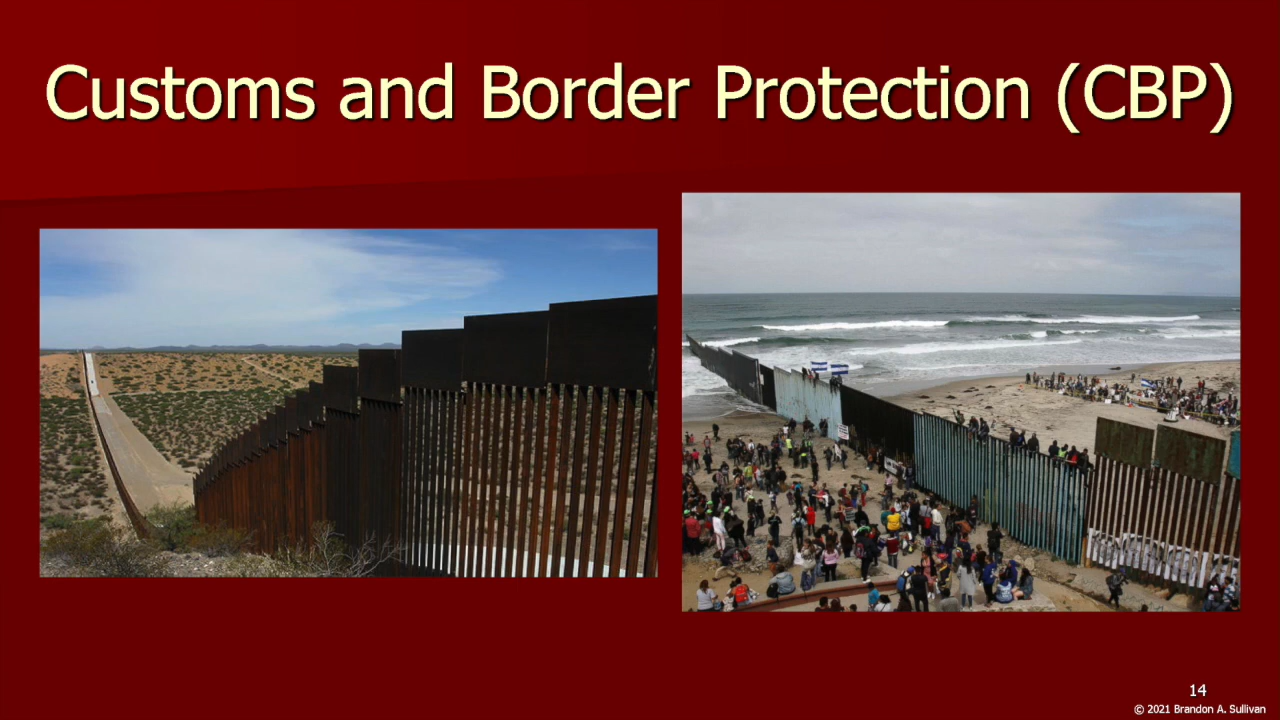 Customs and Border Protection (CBP)
14
© 2021 Brandon A. Sullivan